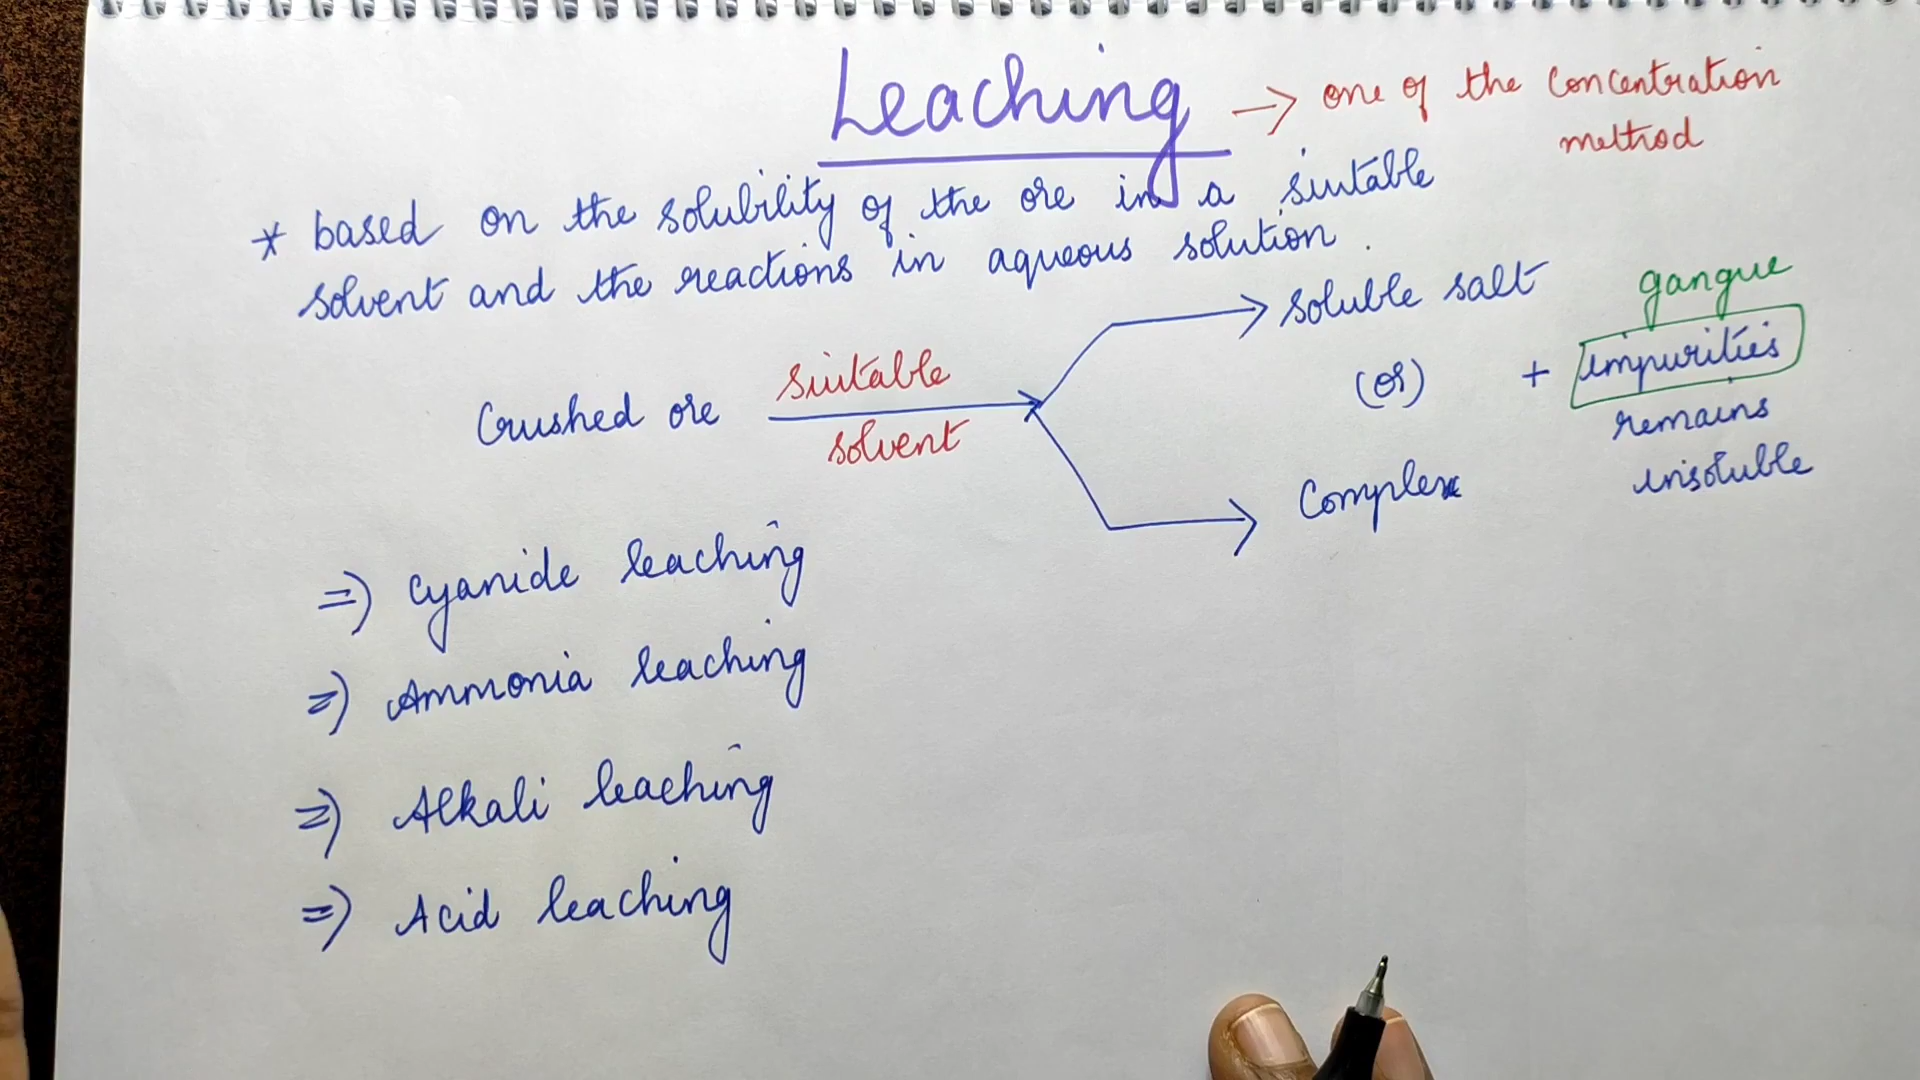 Leaching → one of the concentration
method
* based on the solubility of the ore in a suitable
solvent and the reactions in aqueous solution.
Crushed ore suitable
solvent
soluble salt
(or)
Complex
+ impurities
gangue
remains
insoluble
⇒ Cyanide leaching
⇒ Ammonia leaching
⇒ Alkali leaching
⇒ Acid leaching